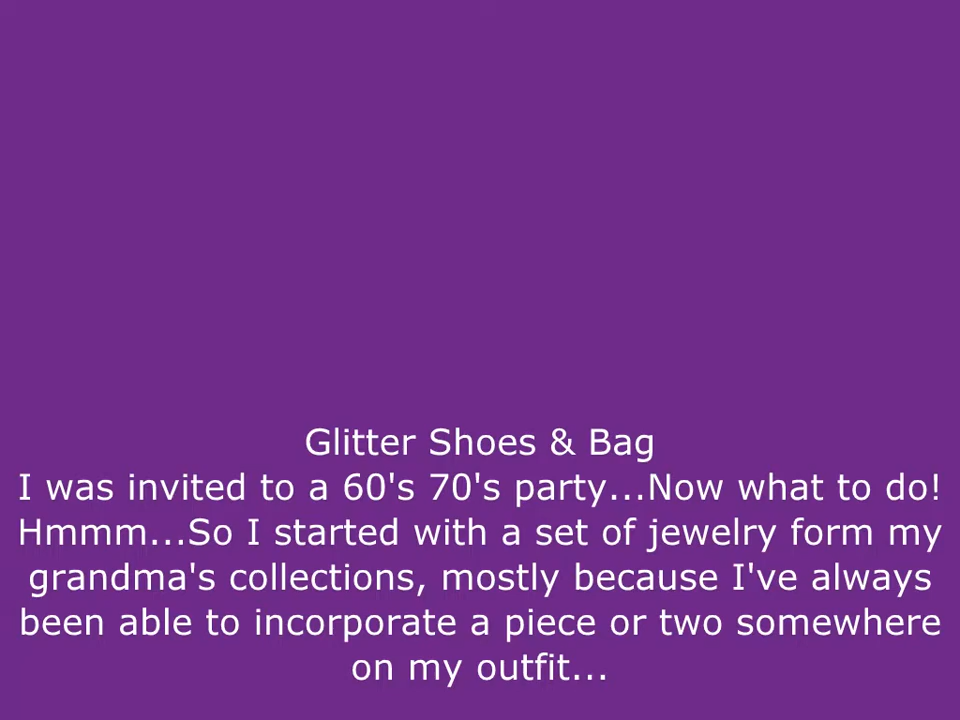 Glitter Shoes & Bag
I was invited to a 60's 70's party...Now what to do!
Hmmm...So I started with a set of jewelry form my
grandma's collections, mostly because I've always
been able to incorporate a piece or two somewhere
on my outfit...